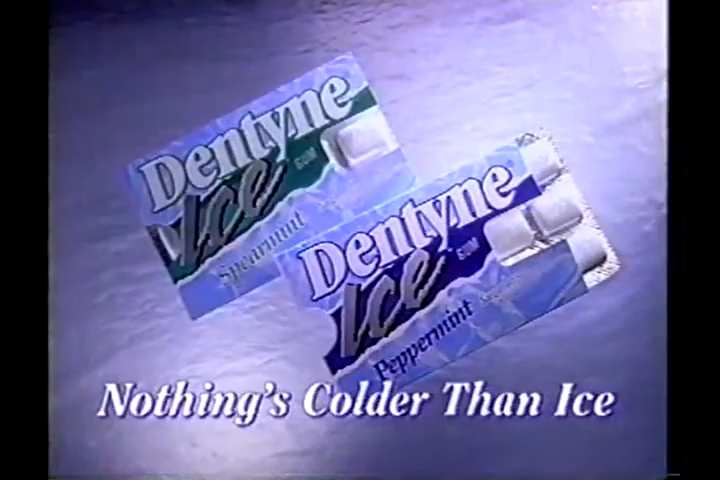 Dentyne
Ice
GUM
Spearmint
Dentyne
Ice
GUM
Peppermint
Nothing's Colder Than Ice